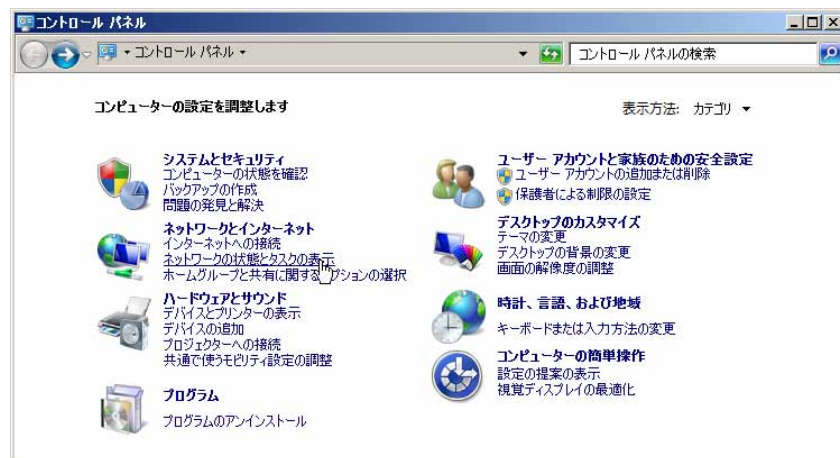 コントロール パネル
コントロール パネル
コントロール パネルの検索
コンピューターの設定を調整します
表示方法: カテゴリ
システムとセキュリティ
コンピューターの状態を確認
バックアップの作成
問題の発見と解決
ネットワークとインターネット
インターネットへの接続
ネットワークの状態とタスクの表示
ホームグループと共有に関するプションの選択
ハードウェアとサウンド
デバイスとプリンターの表示
デバイスの追加
プロジェクターへの接続
共通で使うモビリティ設定の調整
プログラム
プログラムのアンインストール
ユーザー アカウントと家族のための安全設定
ユーザー アカウントの追加または削除
保護者による制限の設定
デスクトップのカスタマイズ
テーマの変更
デスクトップの背景の変更
画面の解像度の調整
時計、言語、および地域
キーボードまたは入力方法の変更
コンピューターの簡単操作
設定の提案の表示
視覚ディスプレイの最適化